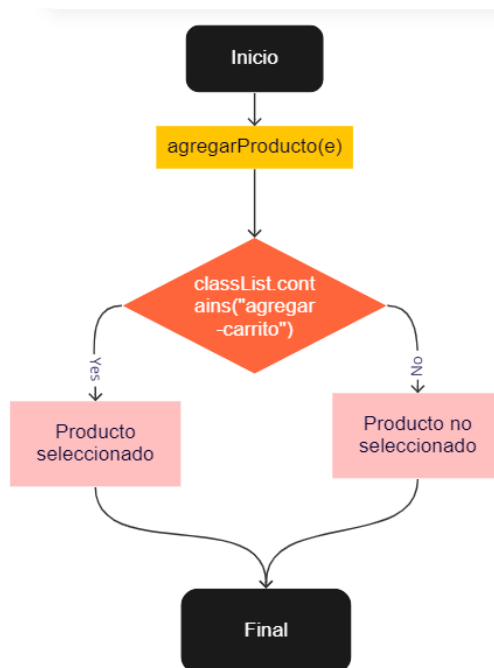 Inicio
agregarProducto(e)
classList.cont
ains("agregar
-carrito")
Yes
No
Producto
seleccionado
Producto no
seleccionado
Final